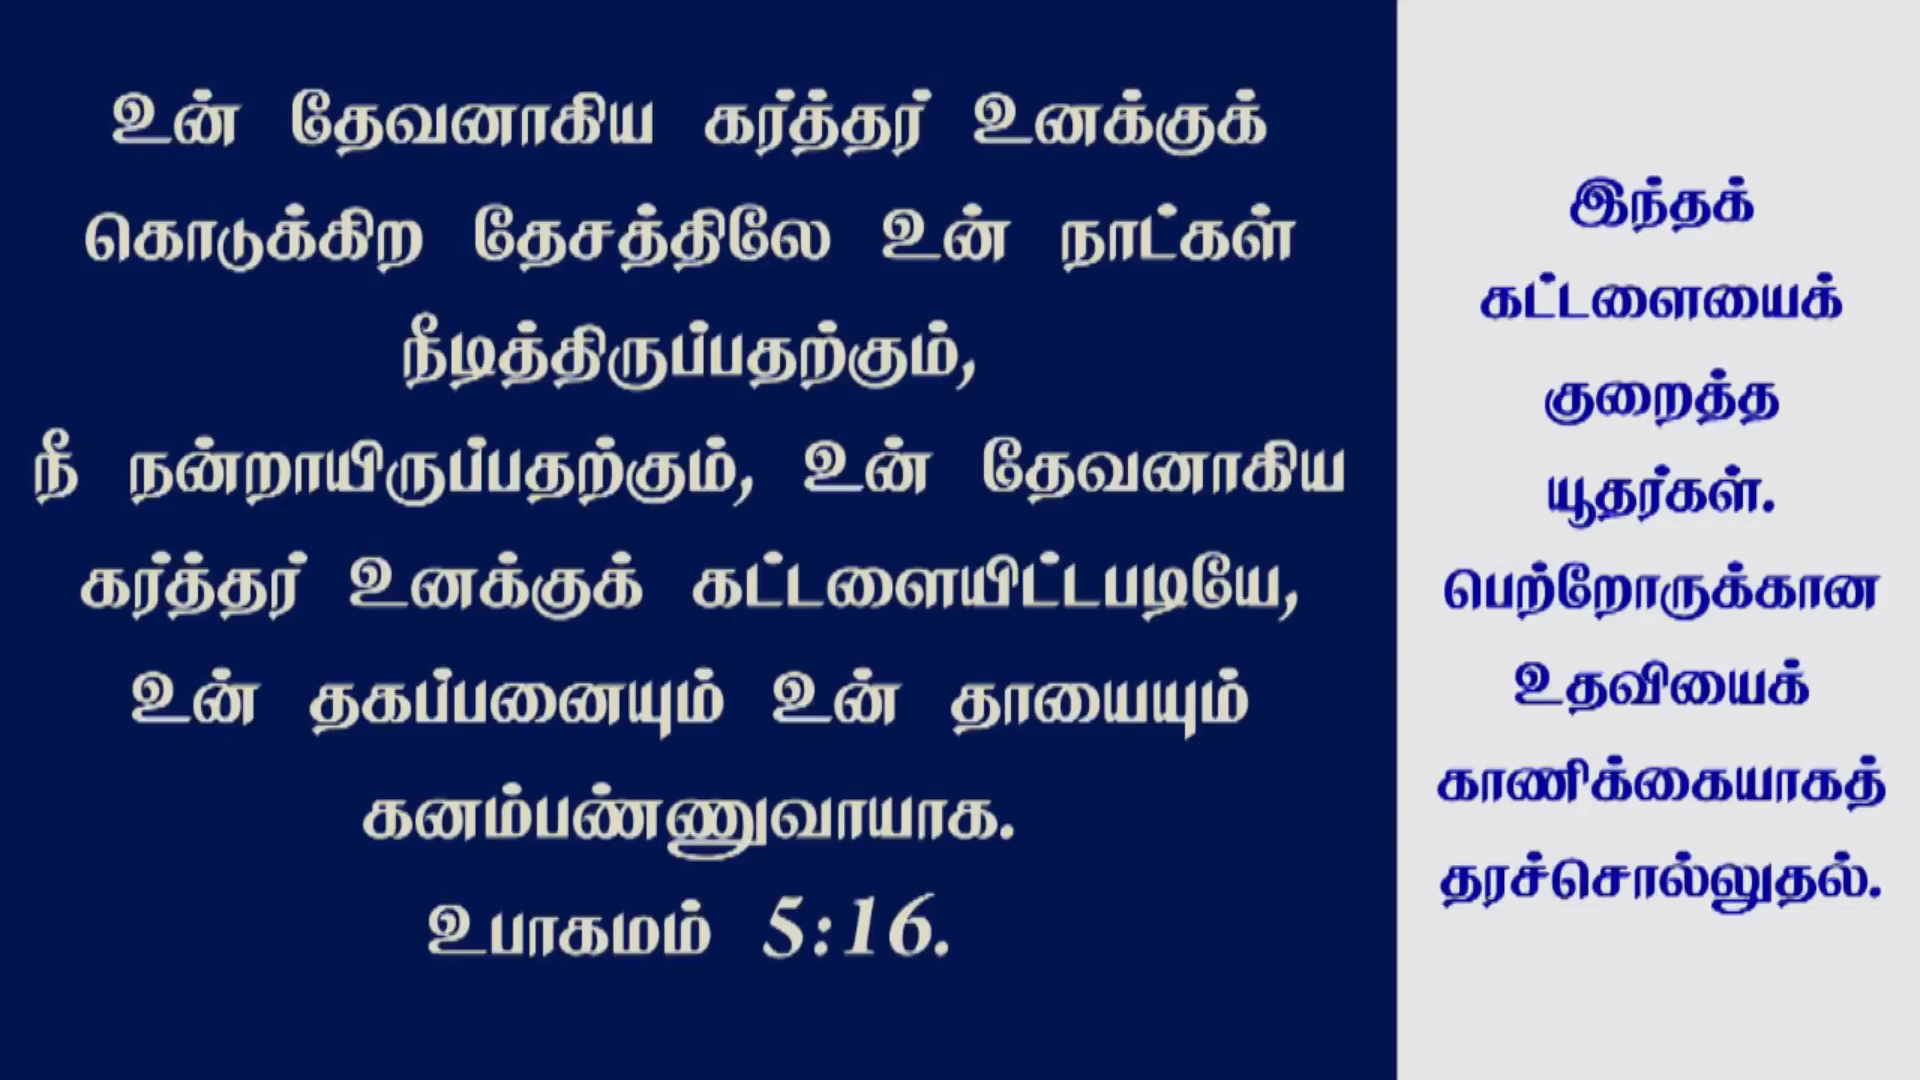 உன் தேவனாகிய கர்த்தர் உனக்குக்
கொடுக்கிற தேசத்திலே உன் நாட்கள்
நீடித்திருப்பதற்கும்,
நீ நன்றாயிருப்பதற்கும், உன் தேவனாகிய
கர்த்தர் உனக்குக் கட்டளையிட்டபடியே,
உன் தகப்பனையும் உன் தாயையும்
கனம்பண்ணுவாயாக.
உபாகமம் 5:16.
இந்தக்
கட்டளையைக்
குறைத்த
யூதர்கள்.
பெற்றோருக்கான
உதவியைக்
காணிக்கையாகத்
தரச்சொல்லுதல்.